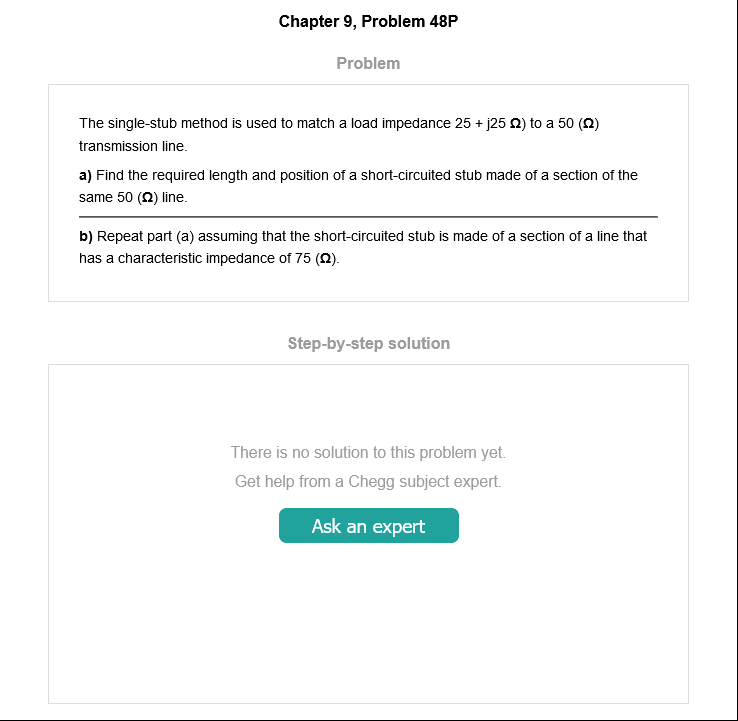 Chapter 9, Problem 48P
Problem
The single-stub method is used to match a load impedance 25 + j25 Ω) to a 50 (Ω)
transmission line.
a) Find the required length and position of a short-circuited stub made of a section of the
same 50 (Ω) line.
b) Repeat part (a) assuming that the short-circuited stub is made of a section of a line that
has a characteristic impedance of 75 (Ω).
Step-by-step solution
There is no solution to this problem yet.
Get help from a Chegg subject expert.
Ask an expert